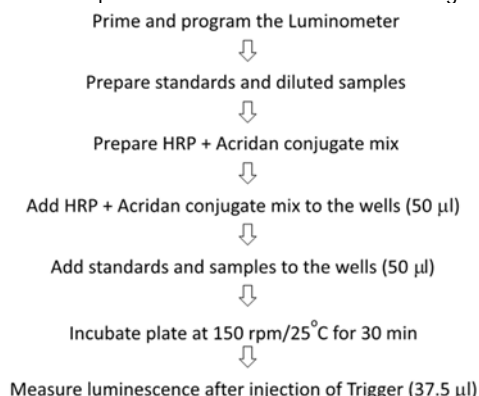 Prime and program the Luminometer
Prepare standards and diluted samples
Prepare HRP + Acridan conjugate mix
Add HRP + Acridan conjugate mix to the wells (50 µl)
Add standards and samples to the wells (50 µl)
Incubate plate at 150 rpm/25°C for 30 min
Measure luminescence after injection of Trigger (37.5 µl)